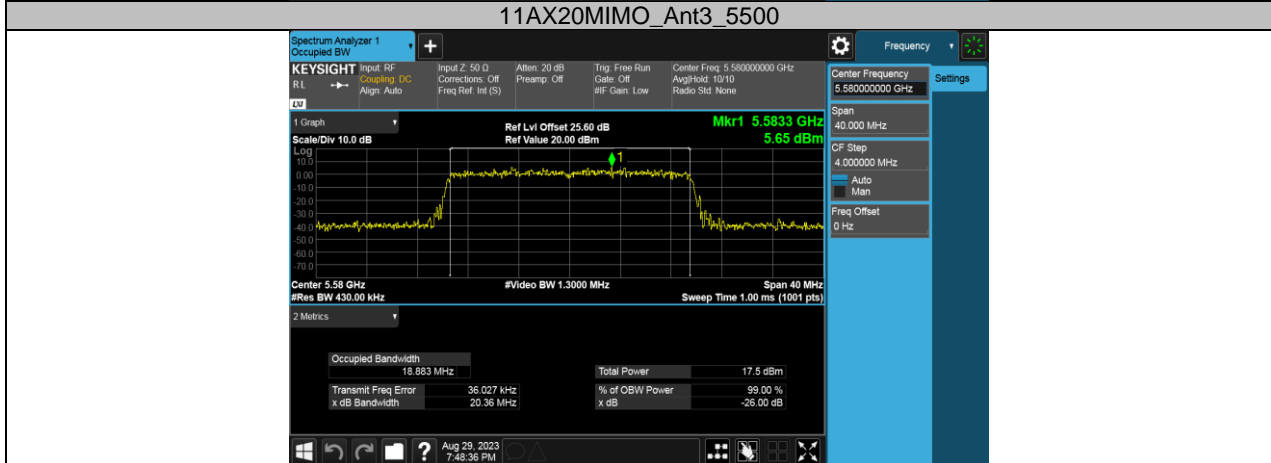 11AX20MIMO_Ant3_5500
Spectrum Analyzer 1
Occupied BW
+
Frequency
KEYSIGHT
RL
LXI
Input: RF
Coupling: DC
Align: Auto
Input Z: 50 Ω
Corrections: Off
Freq Ref: Int (S)
Atten: 20 dB
Preamp: Off
Trig: Free Run
Gate: Off
#IF Gain: Low
Center Freq: 5.580000000 GHz
Avg|Hold: 10/10
Radio Std: None
Center Frequency
5.580000000 GHz
Settings
Span
40.000 MHz
CF Step
4.000000 MHz
Auto
Man
Freq Offset
0 Hz
1 Graph
Scale/Div 10.0 dB
Ref Lvl Offset 25.60 dB
Ref Value 20.00 dBm
Mkr1 5.5833 GHz
5.65 dBm
Log
10.0
0.00
-10.0
-20.0
-30.0
-40.0
-50.0
-60.0
-70.0
1
Center 5.58 GHz
#Video BW 1.3000 MHz
Span 40 MHz
#Res BW 430.00 kHz
Sweep Time 1.00 ms (1001 pts)
2 Metrics
Occupied Bandwidth
18.883 MHz
Total Power 17.5 dBm
Transmit Freq Error 36.027 kHz
% of OBW Power 99.00 %
x dB Bandwidth 20.36 MHz
x dB -26.00 dB
?
Aug 29, 2023
7:48:36 PM